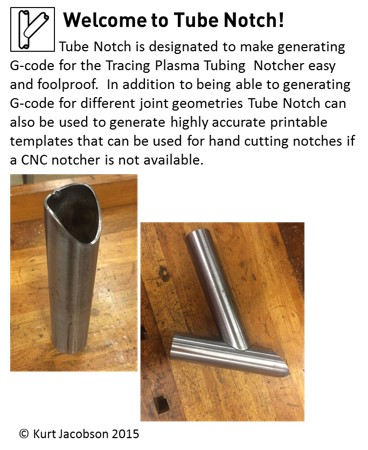 Welcome to Tube Notch!
Tube Notch is designated to make generating
G-code for the Tracing Plasma Tubing Notcher easy
and foolproof. In addition to being able to generating
G-code for different joint geometries Tube Notch can
also be used to generate highly accurate printable
templates that can be used for hand cutting notches if
a CNC notcher is not available.
© Kurt Jacobson 2015